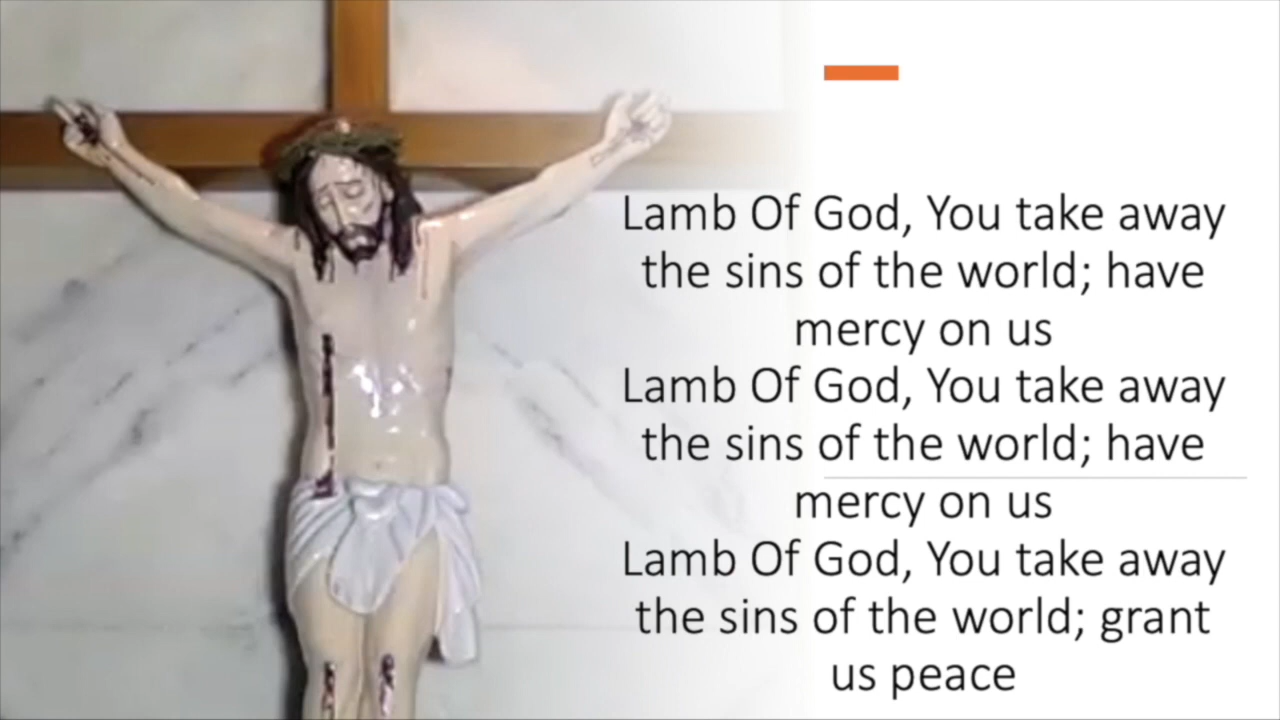 Lamb Of God, You take away
the sins of the world; have
mercy on us
Lamb Of God, You take away
the sins of the world; have
mercy on us
Lamb Of God, You take away
the sins of the world; grant
us peace